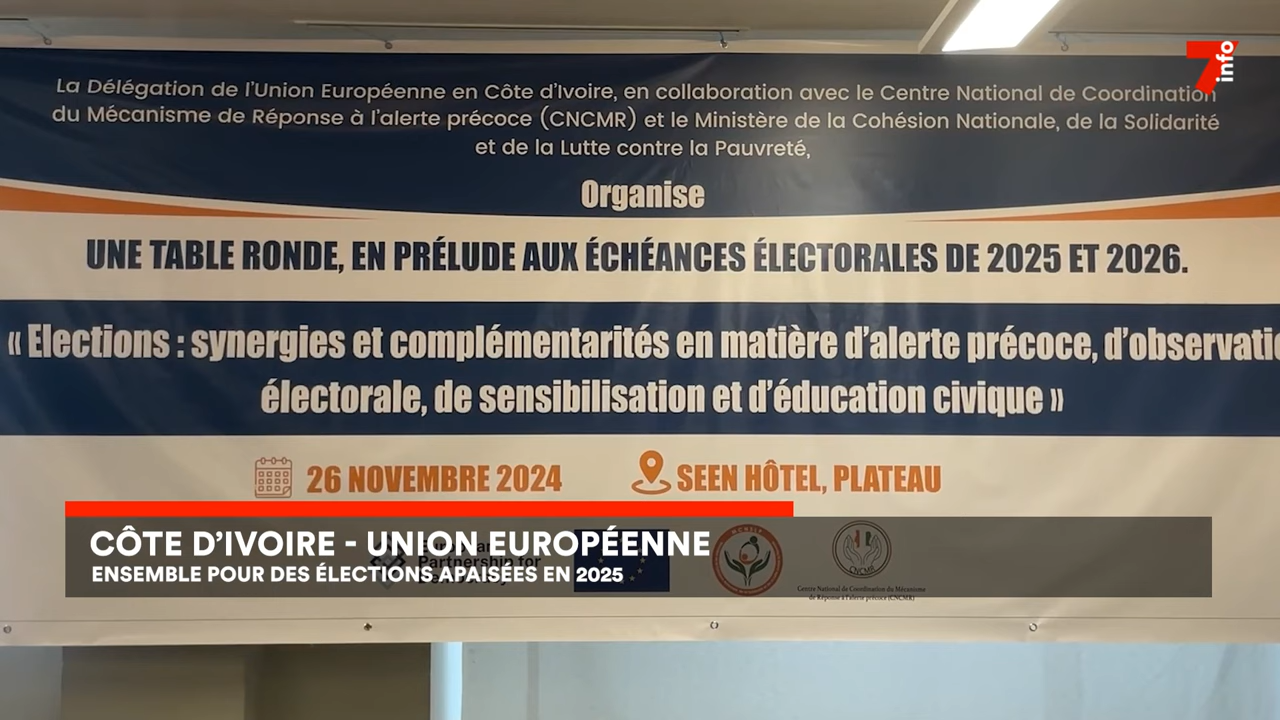 La Délégation de l'Union Européenne en Côte d'Ivoire, en collaboration avec le Centre National de Coordination
du Mécanisme de Réponse à l'alerte précoce (CNCMR) et le Ministère de la Cohésion Nationale, de la Solidarité
et de la Lutte contre la Pauvreté,
Organise
UNE TABLE RONDE, EN PRÉLUDE AUX ÉCHÉANCES ÉLECTORALES DE 2025 ET 2026.
« Elections : synergies et complémentarités en matière d'alerte précoce, d'observatio
électorale, de sensibilisation et d'éducation civique »
26 NOVEMBRE 2024
SEEN HÔTEL, PLATEAU
7info
CÔTE D'IVOIRE - UNION EUROPÉENNE
ENSEMBLE POUR DES ÉLECTIONS APAISÉES EN 2025
Partnership for
CNCMR
Centre National de Coordination du Mécanisme
de Réponse à l'alerte précoce (CNCMR)